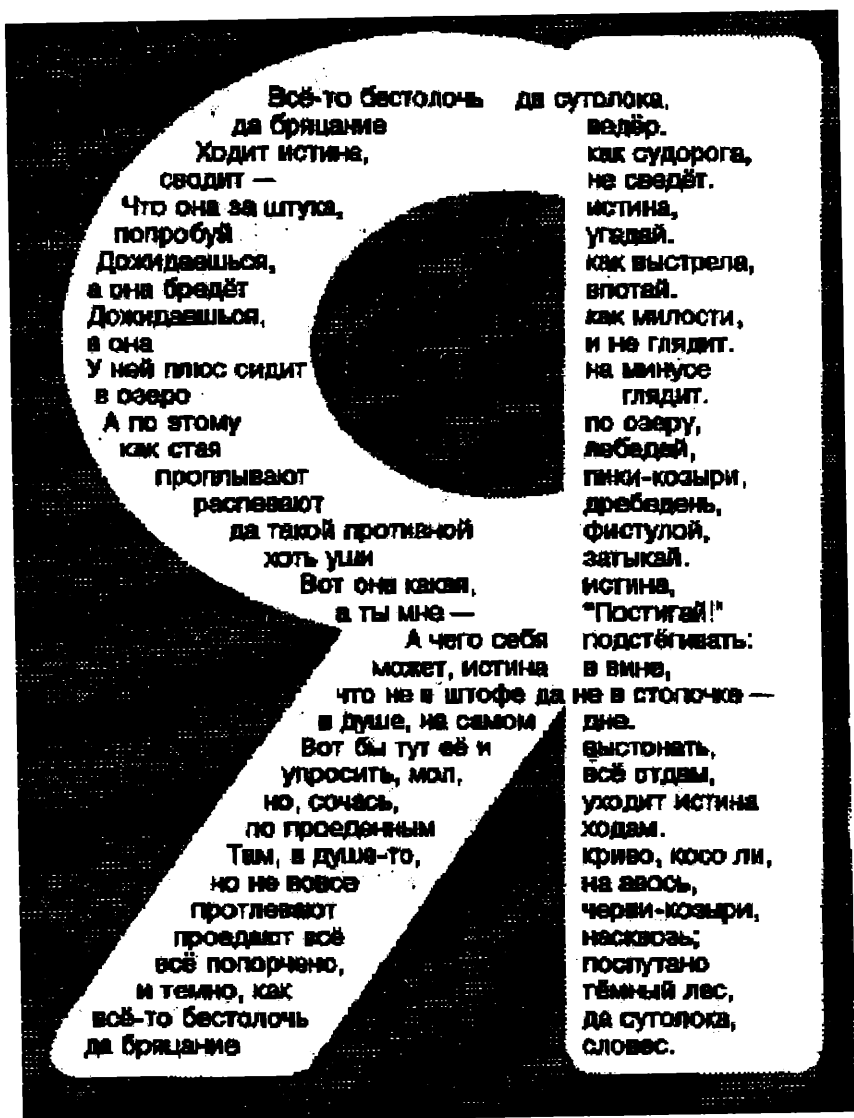 Всё-то бестолочь да сутолока,
да бряцание вёдер.
Ходит истина, как судорога,
сводит — не сведёт.
Что она за штука, истина,
попробуй угадай.
Дожидаешься, как выстрела,
а она бредёт впотай.
Дожидаешься, как милости,
а она и не глядит.
У ней плюс сидит на минусе
в озеро глядит.
А по этому по озеру,
как стая лебедей,
проплывают пики-козыри,
распевают дребедень,
да такой противной фистулой,
хоть уши затыкай.
Вот она какая, истина,
а ты мне — "Постигай!"
А чего себя подстёгивать:
может, истина в вине,
что не в штофе да не в стопочке —
в душе, на самом дне.
Вот бы тут её и выстонать,
упросить, мол, всё отдам,
но, сочась, уходит истина
по проеденным ходам.
Там, в душе-то, криво, косо ли,
но не вовсе на авось,
протлевают черви-козыри,
проедают всё насквозь;
всё попорчено, поспутано
и темно, как тёмный лес,
всё-то бестолочь да сутолока,
да бряцание словес.